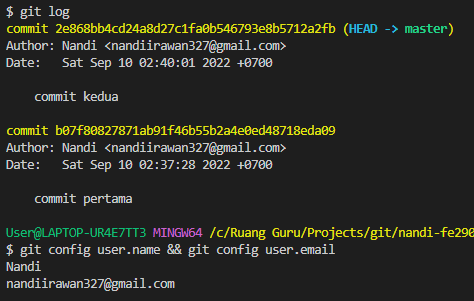 $ git log
commit 2e868bb4cd24a8d27c1fa0b546793e8b5712a2fb (HEAD -> master)
Author: Nandi <nandiirawan327@gmail.com>
Date:   Sat Sep 10 02:40:01 2022 +0700
commit kedua
commit b07f80827871ab91f46b55b2a4e0ed48718eda09
Author: Nandi <nandiirawan327@gmail.com>
Date:   Sat Sep 10 02:37:28 2022 +0700
commit pertama
User@LAPTOP-UR4E7TT3 MINGW64 /c/Ruang Guru/Projects/git/nandi-fe290
$ git config user.name && git config user.email
Nandi
nandiirawan327@gmail.com